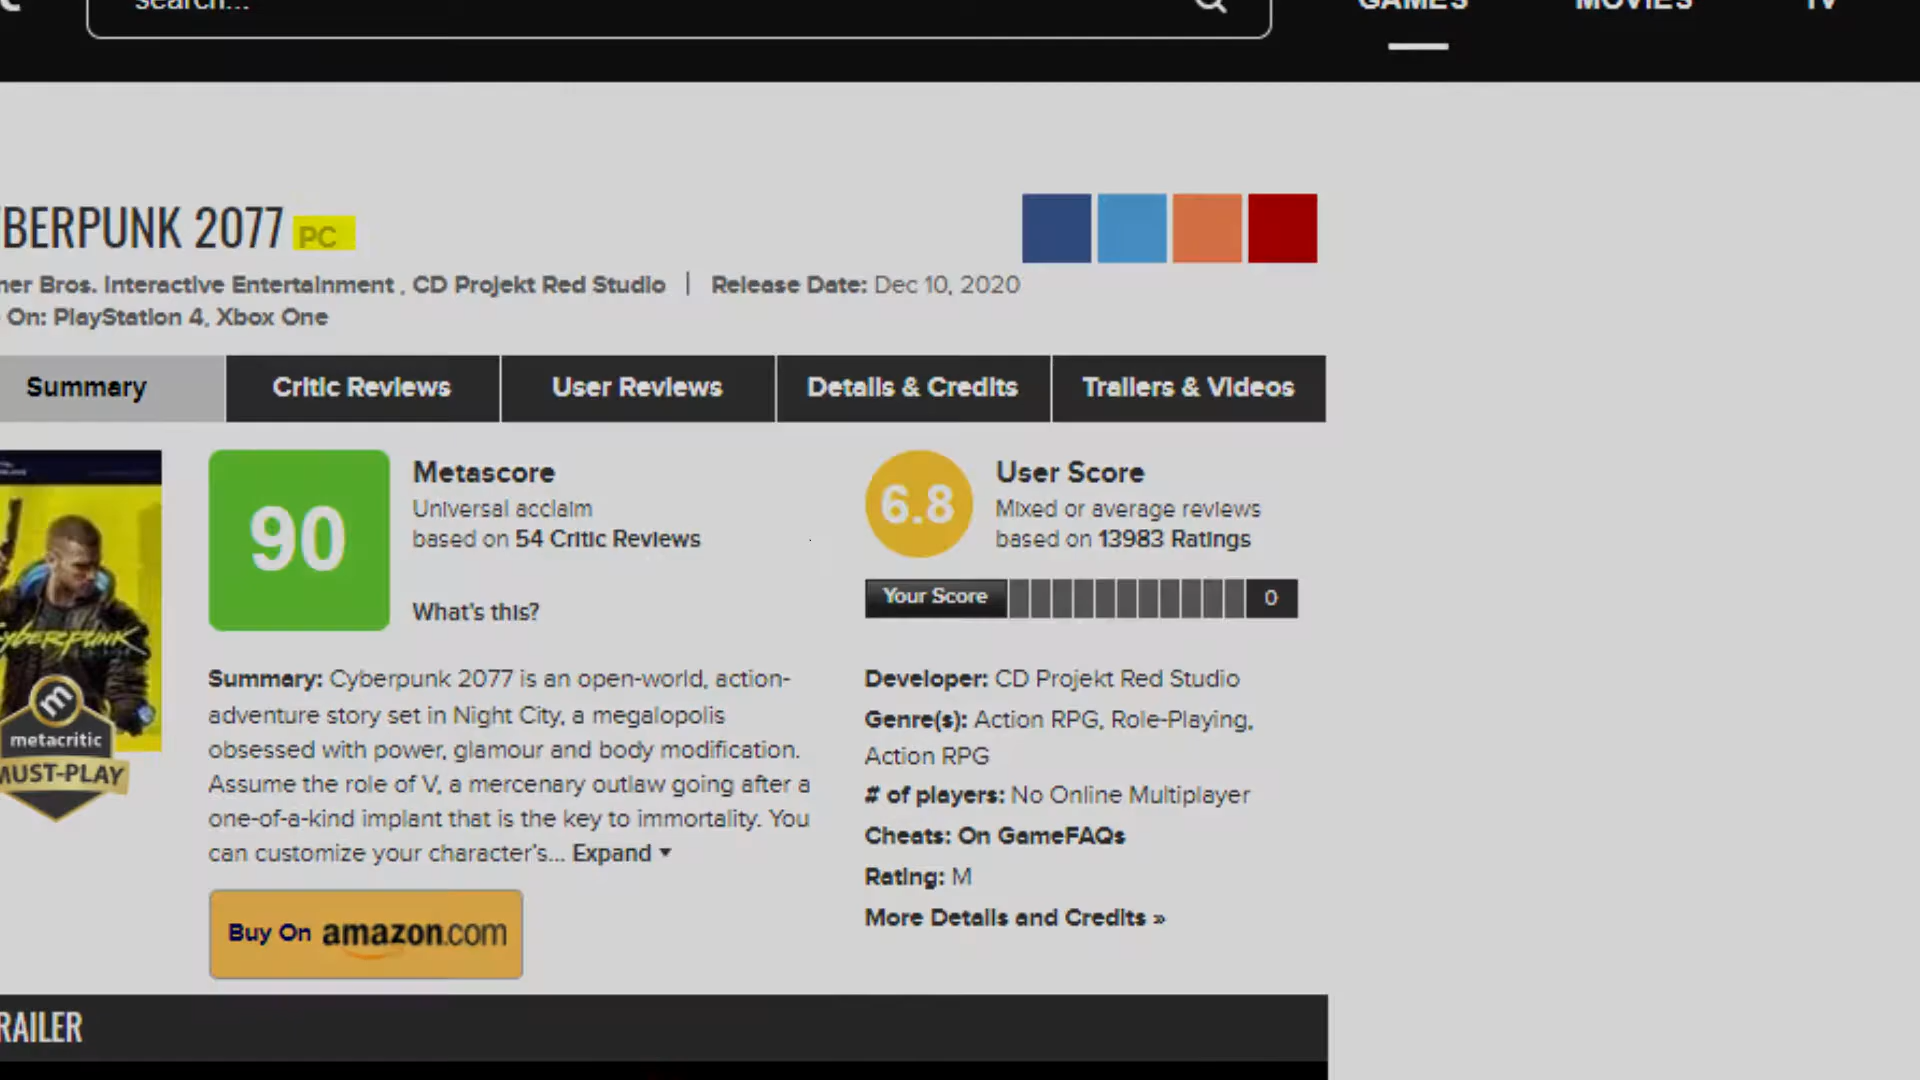 search...
GAMES
MOVIES
TV
BERPUNK 2077 PC
ner Bros. Interactive Entertainment , CD Projekt Red Studio | Release Date: Dec 10, 2020
On: PlayStation 4, Xbox One
Summary
Critic Reviews
User Reviews
Details & Credits
Trailers & Videos
90
Metascore
Universal acclaim
based on 54 Critic Reviews
What's this?
6.8
User Score
Mixed or average reviews
based on 13983 Ratings
Your Score
0
metacritic
MUST-PLAY
Summary: Cyberpunk 2077 is an open-world, action-
adventure story set in Night City, a megalopolis
obsessed with power, glamour and body modification.
Assume the role of V, a mercenary outlaw going after a
one-of-a-kind implant that is the key to immortality. You
can customize your character's... Expand
Developer: CD Projekt Red Studio
Genre(s): Action RPG, Role-Playing,
Action RPG
# of players: No Online Multiplayer
Cheats: On GameFAQs
Rating: M
More Details and Credits »
Buy On amazon.com
RAILER